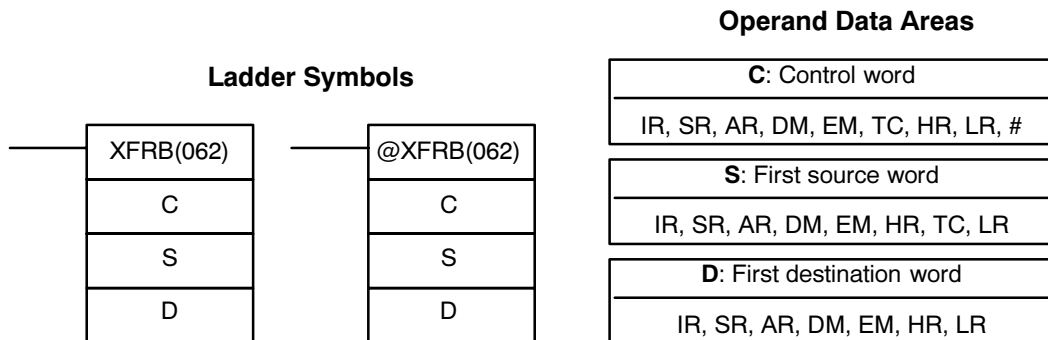 Ladder Symbols
XFRB(062)
C
S
D
@XFRB(062)
C
S
D
Operand Data Areas
C: Control word
IR, SR, AR, DM, EM, TC, HR, LR, #
S: First source word
IR, SR, AR, DM, EM, HR, TC, LR
D: First destination word
IR, SR, AR, DM, EM, HR, LR